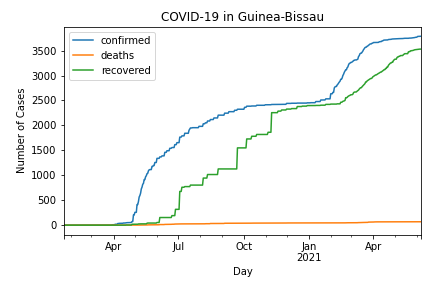 COVID-19 in Guinea-Bissau
confirmed
deaths
recovered
Number of Cases
3500
3000
2500
2000
1500
1000
500
0
Apr
Jul
Oct
Jan
2021
Apr
Day